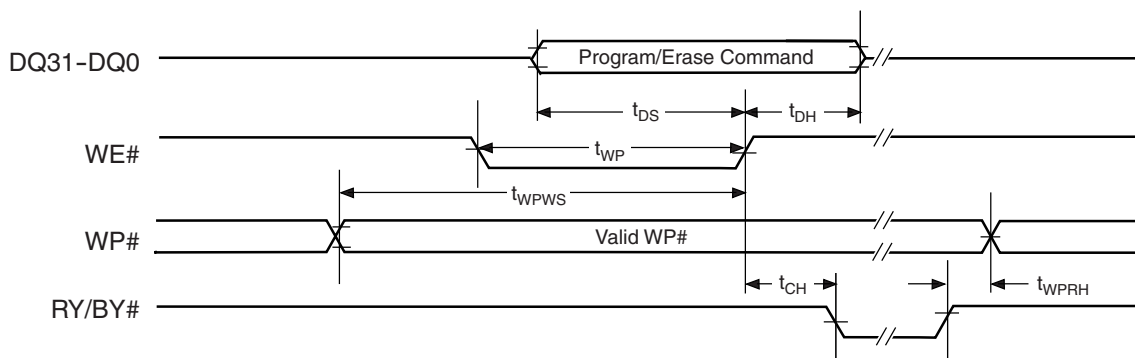 DQ31-DQ0
Program/Erase Command
tDS
tDH
WE#
tWP
tWPWS
WP#
Valid WP#
tCH
tWPRH
RY/BY#